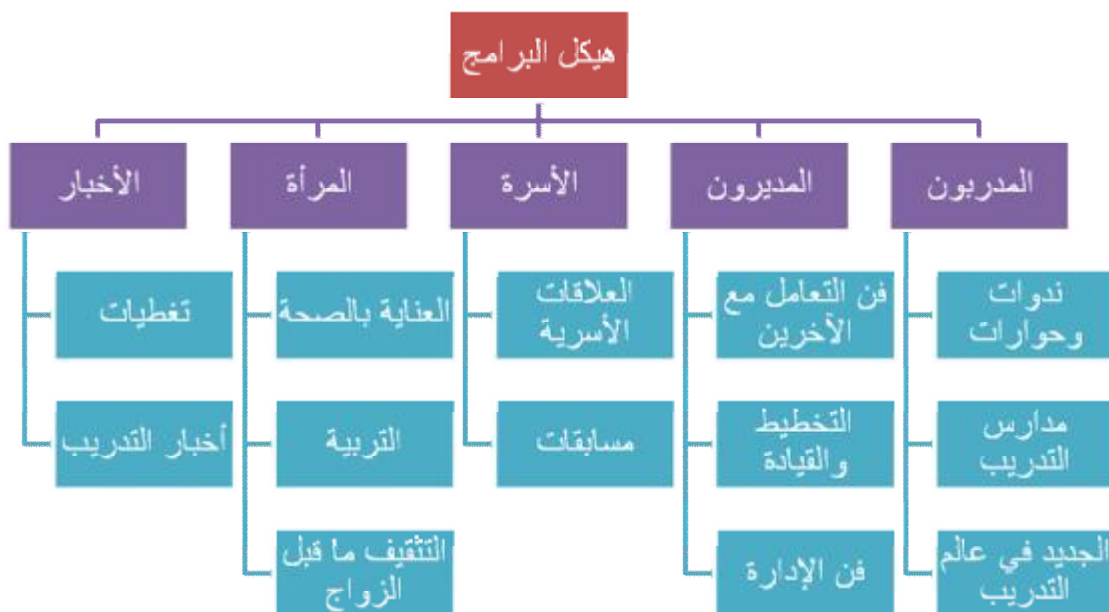 هيكل البرامج
المدربون
المديرون
الأسرة
المرأة
الأخبار
ندوات
وحوارات
فن التعامل مع
الآخرين
العلاقات
الأسرية
العناية بالصحة
تغطيات
مدارس
التدريب
التخطيط
والقيادة
مسابقات
التربية
أخبار التدريب
الجديد في عالم
التدريب
فن الإدارة
التثقيف ما قبل
الزواج